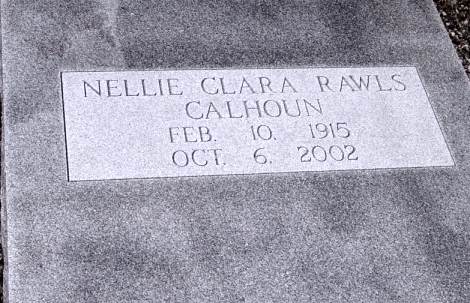 NELLIE CLARA RAWLS
CALHOUN
FEB. 10. 1915
OCT. 6. 2002